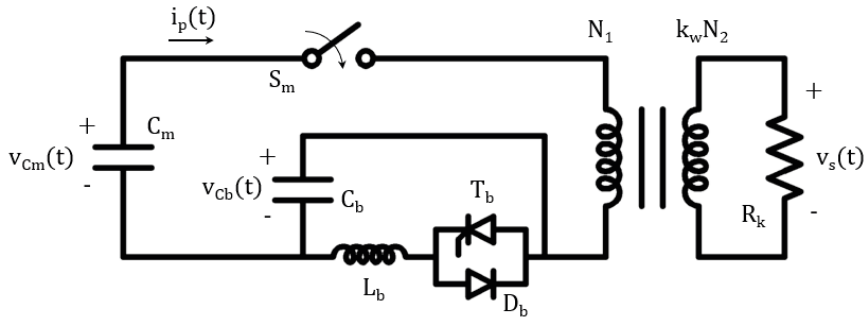 i_p(t)
S_m
N_1
k_wN_2
+
C_m
v_Cm(t)
-
+
v_Cb(t)
-
C_b
T_b
L_b
D_b
+
v_s(t)
-
R_k